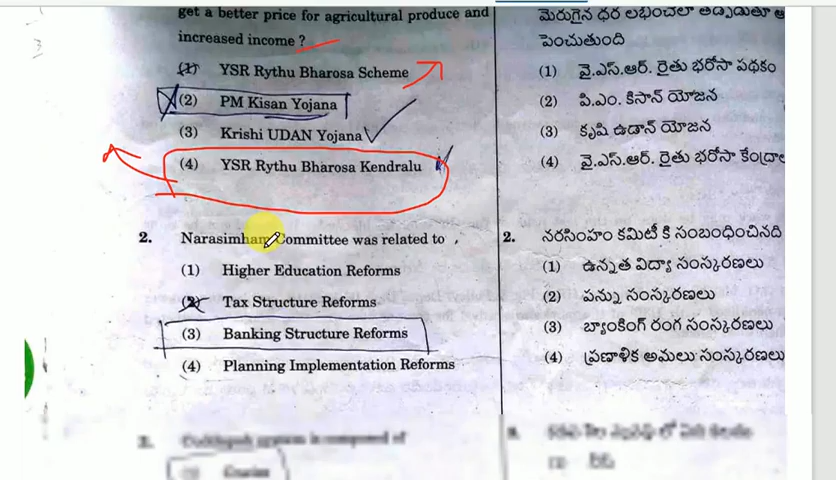 get a better price for agricultural produce and
increased income ?
(1) YSR Rythu Bharosa Scheme
(2) PM Kisan Yojana
(3) Krishi UDAN Yojana
(4) YSR Rythu Bharosa Kendralu
2. Narasimham Committee was related to
(1) Higher Education Reforms
(2) Tax Structure Reforms
(3) Banking Structure Reforms
(4) Planning Implementation Reforms
మెరుగైన ధర లభించేలా
పెంచుతుంది
(1) వై.ఎస్.ఆర్. రైతు భరోసా పథకం
(2) పి.ఎం. కిసాన్ యోజన
(3) కృషి ఉడాన్ యోజన
(4) వై.ఎస్.ఆర్. రైతు భరోసా
2. నరసింహం కమిటీ కి సంబంధించినది
(1) ఉన్నత విద్యా సంస్కరణలు
(2) పన్ను సంస్కరణలు
(3) బ్యాంకింగ్ రంగ సంస్కరణలు
(4) ప్రణాళిక అమలు సంస్కరణలు